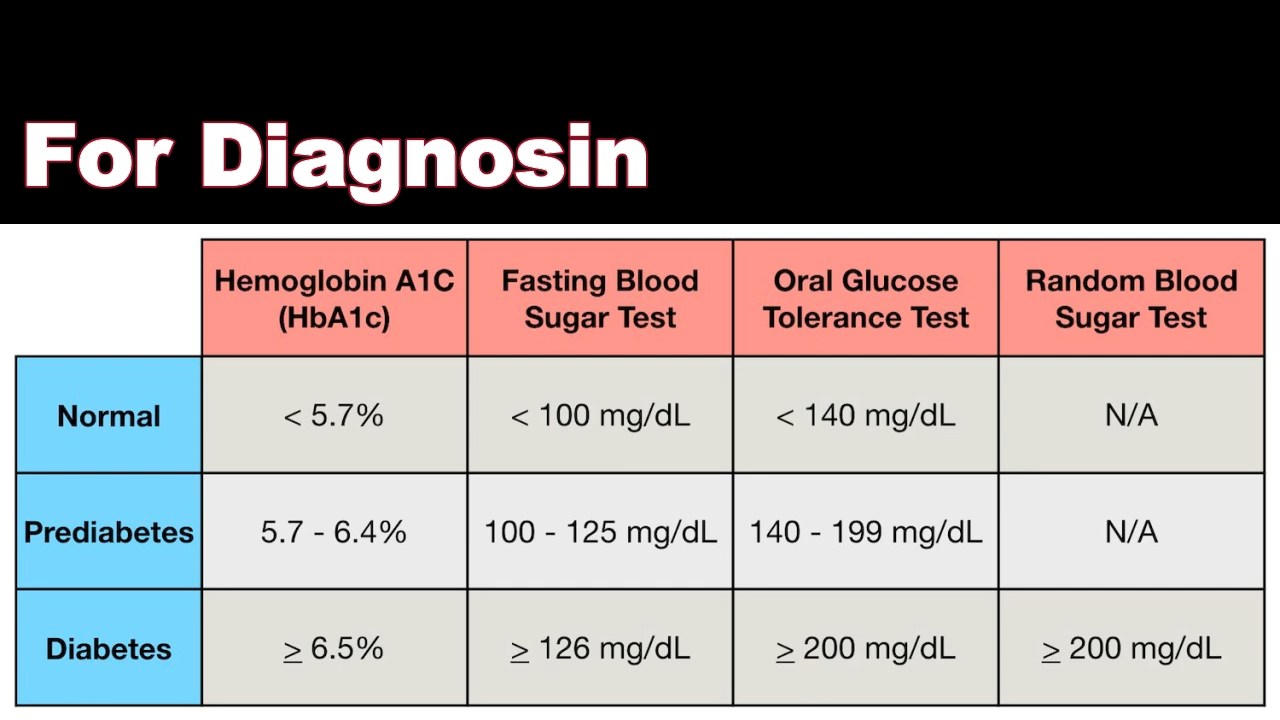 For Diagnosin
Hemoglobin A1C (HbA1c) Fasting Blood Sugar Test Oral Glucose Tolerance Test Random Blood Sugar Test
Normal < 5.7% < 100 mg/dL < 140 mg/dL N/A
Prediabetes 5.7 - 6.4% 100 - 125 mg/dL 140 - 199 mg/dL N/A
Diabetes ≥ 6.5% ≥ 126 mg/dL ≥ 200 mg/dL ≥ 200 mg/dL